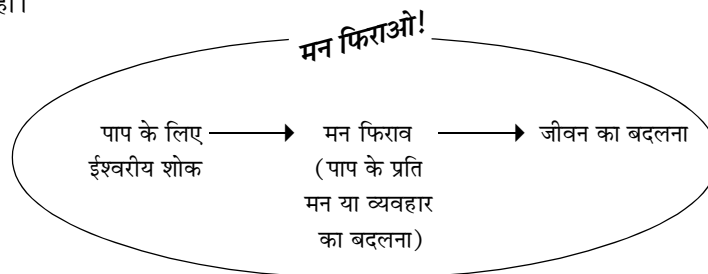 हा।
मन फिराओ!
पाप के लिए मन फिराव जीवन का बदलना
ईश्वरीय शोक (पाप के प्रति
मन या व्यवहार
का बदलना)